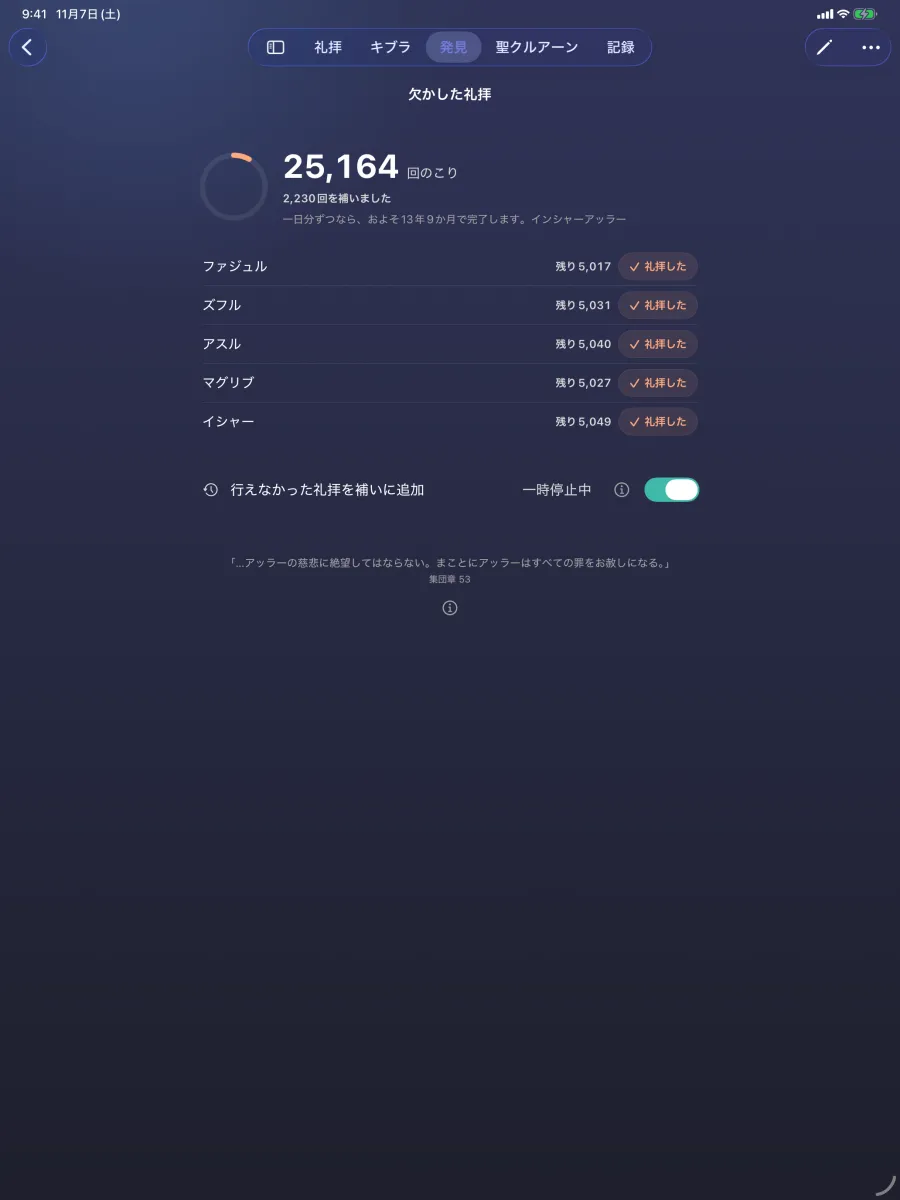 9:41 11月7日(土)
礼拝 キブラ 発見 聖クルアーン 記録
欠かした礼拝
25,164 回のこり
2,230回を補いました
一日分ずつなら、およそ13年9か月で完了します。インシャーアッラー
ファジュル 残り5,017 礼拝した
ズフル 残り5,031 礼拝した
アスル 残り5,040 礼拝した
マグリブ 残り5,027 礼拝した
イシャー 残り5,049 礼拝した
行えなかった礼拝を補いに追加 一時停止中
「...アッラーの慈悲に絶望してはならない。まことにアッラーはすべての罪をお赦しになる。」
集団章 53